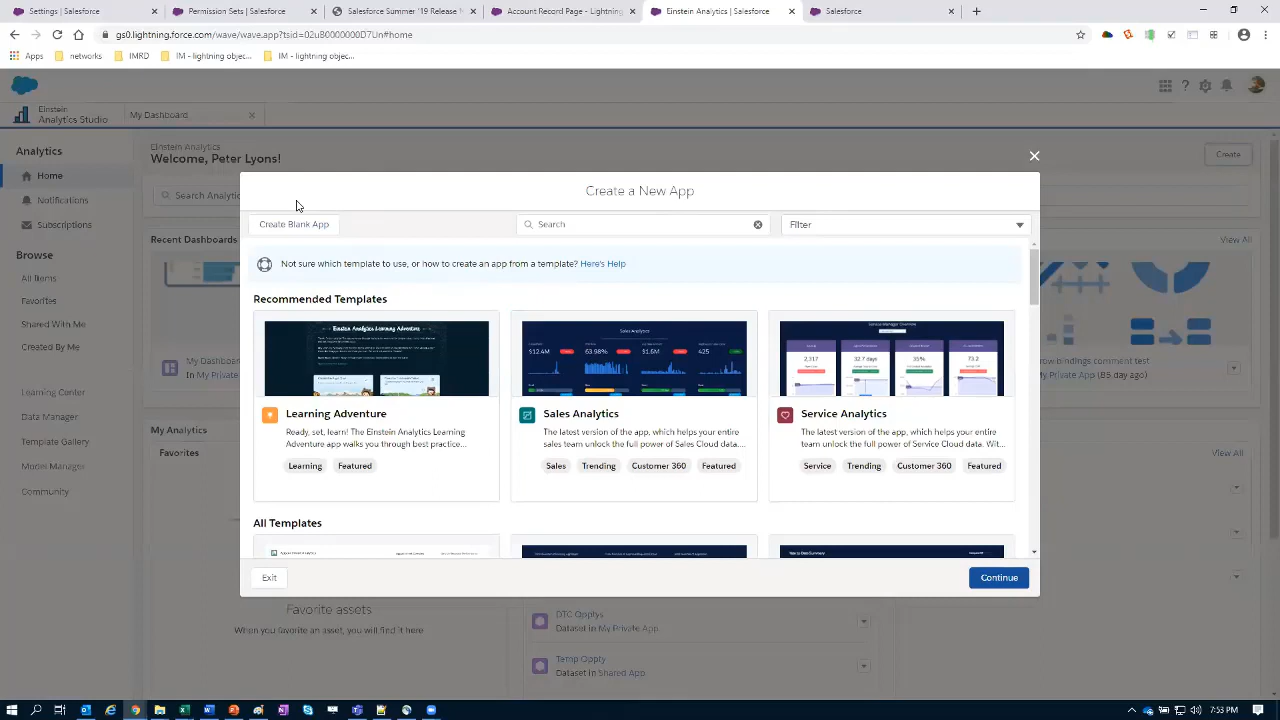 Settings | Salesforce
Permission Sets | Salesforce
Salesforce Summer '19 Release
Account Record Page - Lightning
Einstein Analytics | Salesforce
Salesforce
gs0.lightning.force.com/wave/wave.app?tsid=02uB0000000D7Un#home
Apps
networks
IMRD
IM - lightning objec...
IM - lightning objec...
Einstein
Analytics Studio
My Dashboard
Analytics
Einstein Analytics
Welcome, Peter Lyons!
Create
Home
Notifications
Search Analytic
Subscriptions
Recent Dashboards
View All
Browse
All Items
Favorites
Shared With Me
Created By Me
My Dashboard
In My Private
ew bindings comment test
My Private App (85 day ago)
Learning Center
Data Manager
Template Gallery
Model Manager
Community
My Analytics
Favorites
View All
Create a New App
Create Blank App
Search
Filter
Not sure which template to use, or how to create an app from a template? Here's Help
Recommended Templates
Einstein Analytics Learning Adventure
Sales Analytics
$12.4M
63.98%
$1.6M
425
Service Manager Overview
2,317
32.7 days
35%
73.2
Learning Adventure
Ready, set, learn! The Einstein Analytics Learning
Adventure app walks you through best practice...
Learning
Featured
Sales Analytics
The latest version of the app, which helps your entire
sales team unlock the full power of Sales Cloud data....
Sales
Trending
Customer 360
Featured
Service Analytics
The latest version of the app, which helps your entire
team unlock the full power of Service Cloud data. Wit...
Service
Trending
Customer 360
Featured
All Templates
Exit
Continue
Favorite assets
When you favorite an asset, you will find it here
DTC Opptys
Dataset in My Private App
Temp Oppty
Dataset in Shared App
7:53 PM